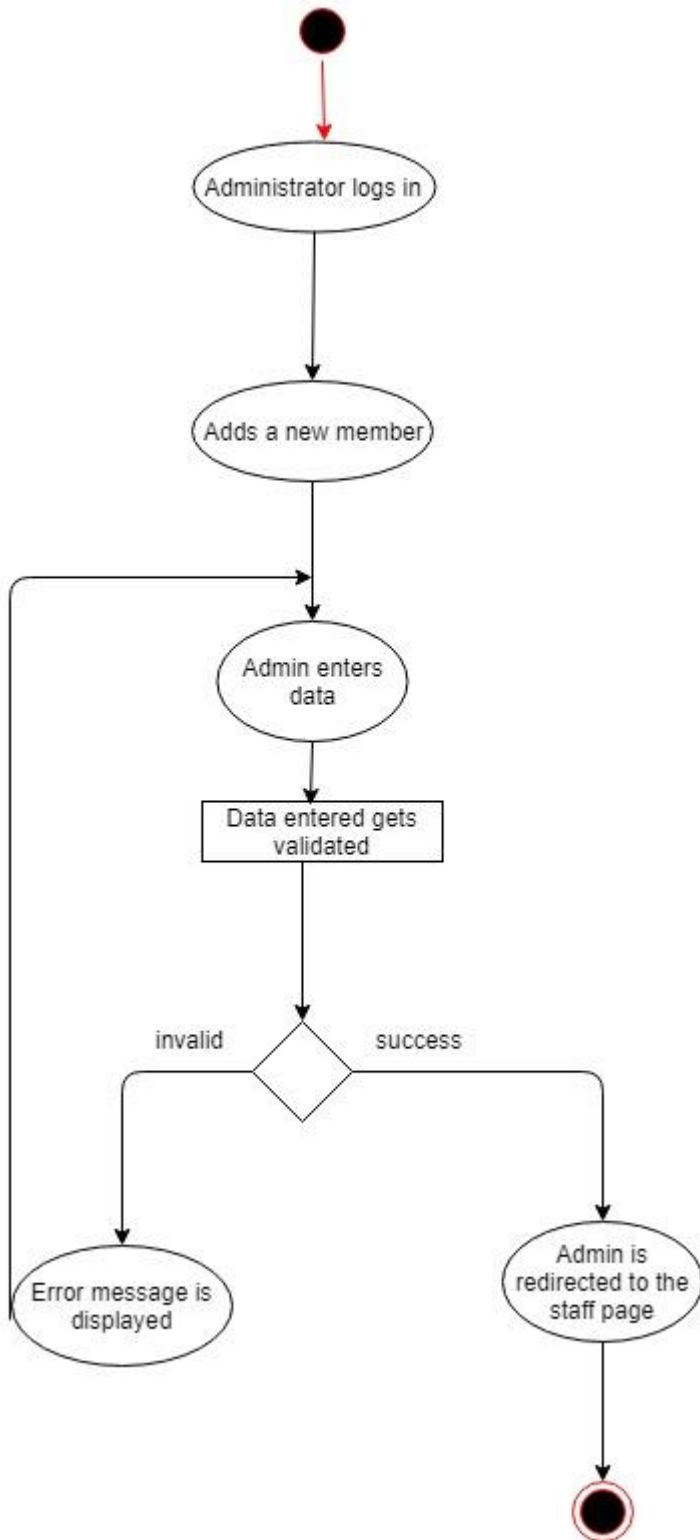 Administrator logs in
Adds a new member
Admin enters
data
Data entered gets
validated
invalid
success
Error message is
displayed
Admin is
redirected to the
staff page